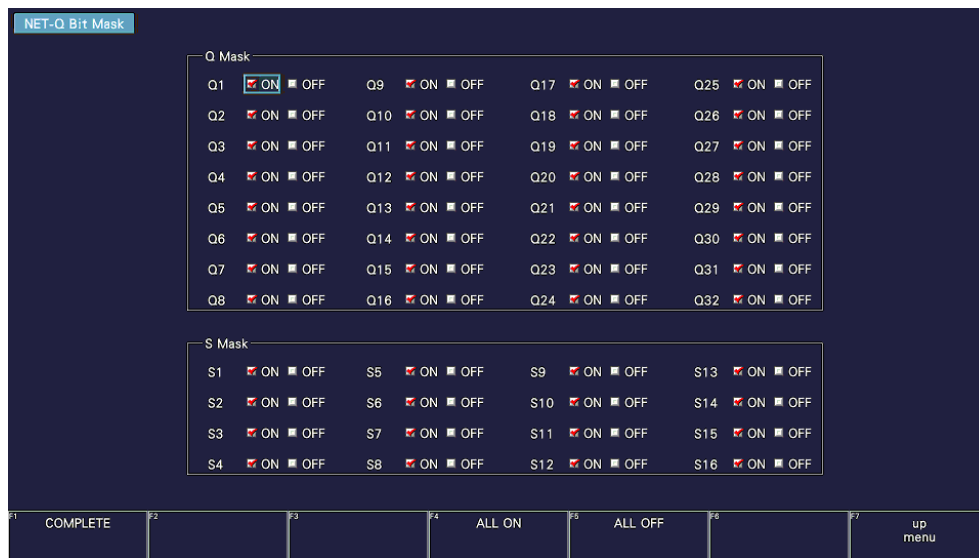 NET-Q Bit Mask
Q Mask
Q1 ON OFF Q9 ON OFF Q17 ON OFF Q25 ON OFF
Q2 ON OFF Q10 ON OFF Q18 ON OFF Q26 ON OFF
Q3 ON OFF Q11 ON OFF Q19 ON OFF Q27 ON OFF
Q4 ON OFF Q12 ON OFF Q20 ON OFF Q28 ON OFF
Q5 ON OFF Q13 ON OFF Q21 ON OFF Q29 ON OFF
Q6 ON OFF Q14 ON OFF Q22 ON OFF Q30 ON OFF
Q7 ON OFF Q15 ON OFF Q23 ON OFF Q31 ON OFF
Q8 ON OFF Q16 ON OFF Q24 ON OFF Q32 ON OFF
S Mask
S1 ON OFF S5 ON OFF S9 ON OFF S13 ON OFF
S2 ON OFF S6 ON OFF S10 ON OFF S14 ON OFF
S3 ON OFF S7 ON OFF S11 ON OFF S15 ON OFF
S4 ON OFF S8 ON OFF S12 ON OFF S16 ON OFF
F1 COMPLETE F2 F3 F4 ALL ON F5 ALL OFF F6 F7 up
menu